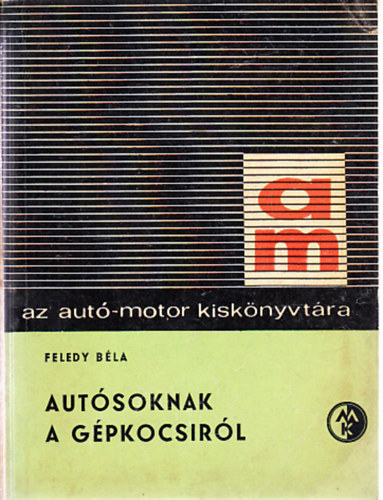 am
az autó-motor kiskönyvtára
FELEDY BÉLA
AUTÓSOKNAK
A GÉPKOCSIRÓL
MK